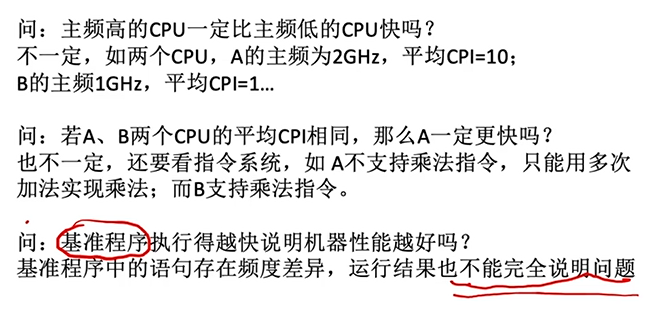 问：主频高的CPU一定比主频低的CPU快吗？
不一定，如两个CPU，A的主频为2GHz，平均CPI=10；
B的主频1GHz，平均CPI=1…
问：若A、B两个CPU的平均CPI相同，那么A一定更快吗？
也不一定，还要看指令系统，如 A不支持乘法指令，只能用多次
加法实现乘法；而B支持乘法指令。
问：基准程序执行得越快说明机器性能越好吗？
基准程序中的语句存在频度差异，运行结果也不能完全说明问题